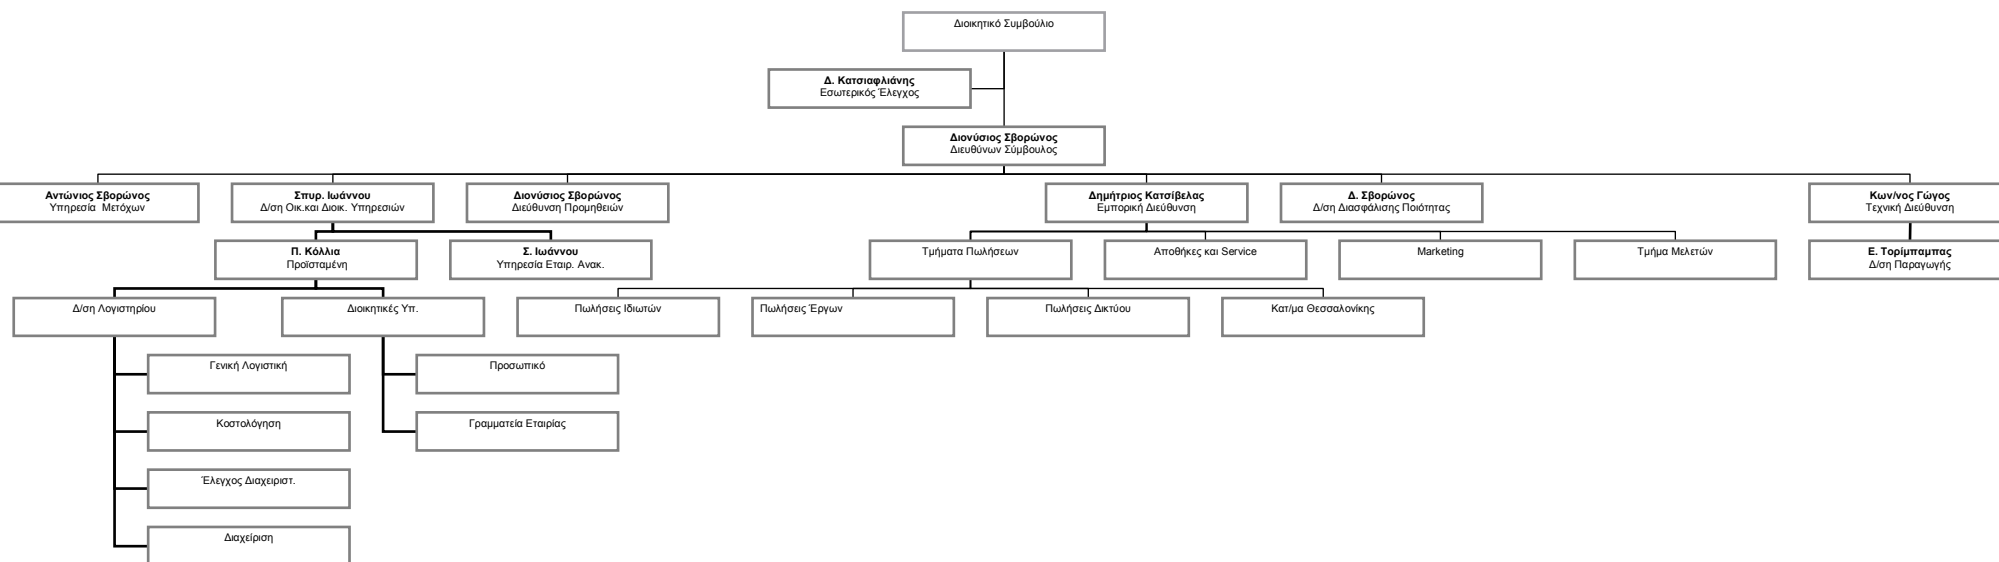 Διοικητικό Συμβούλιο
Δ. Κατσιαφλιάνης
Εσωτερικός Έλεγχος
Διονύσιος Σβορώνος
Διευθύνων Σύμβουλος
Αντώνιος Σβορώνος
Υπηρεσία Μετόχων
Σπυρ. Ιωάννου
Δ/ση Οικ.και Διοικ. Υπηρεσιών
Διονύσιος Σβορώνος
Διεύθυνση Προμηθειών
Δημήτριος Κατσίβελας
Εμπορική Διεύθυνση
Δ. Σβορώνος
Δ/ση Διασφάλισης Ποιότητας
Κων/νος Γώγος
Τεχνική Διεύθυνση
Π. Κόλλια
Προϊσταμένη
Σ. Ιωάννου
Υπηρεσία Εταιρ. Ανακ.
Τμήματα Πωλήσεων
Αποθήκες και Service
Marketing
Τμήμα Μελετών
Ε. Τορίμπαμπας
Δ/ση Παραγωγής
Δ/ση Λογιστηρίου
Διοικητικές Υπ.
Πωλήσεις Ιδιωτών
Πωλήσεις Έργων
Πωλήσεις Δικτύου
Κατ/μα Θεσσαλονίκης
Γενική Λογιστική
Προσωπικό
Κοστολόγηση
Γραμματεία Εταιρίας
Έλεγχος Διαχειριστ.
Διαχείριση